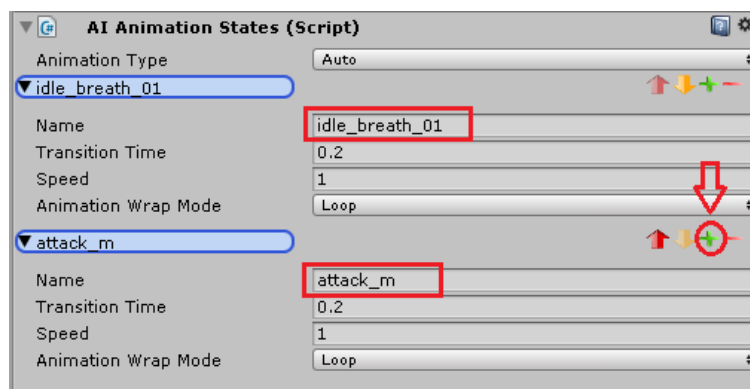 AI Animation States (Script)
Animation Type Auto
idle_breath_01
Name idle_breath_01
Transition Time 0.2
Speed 1
Animation Wrap Mode Loop
attack_m
Name attack_m
Transition Time 0.2
Speed 1
Animation Wrap Mode Loop